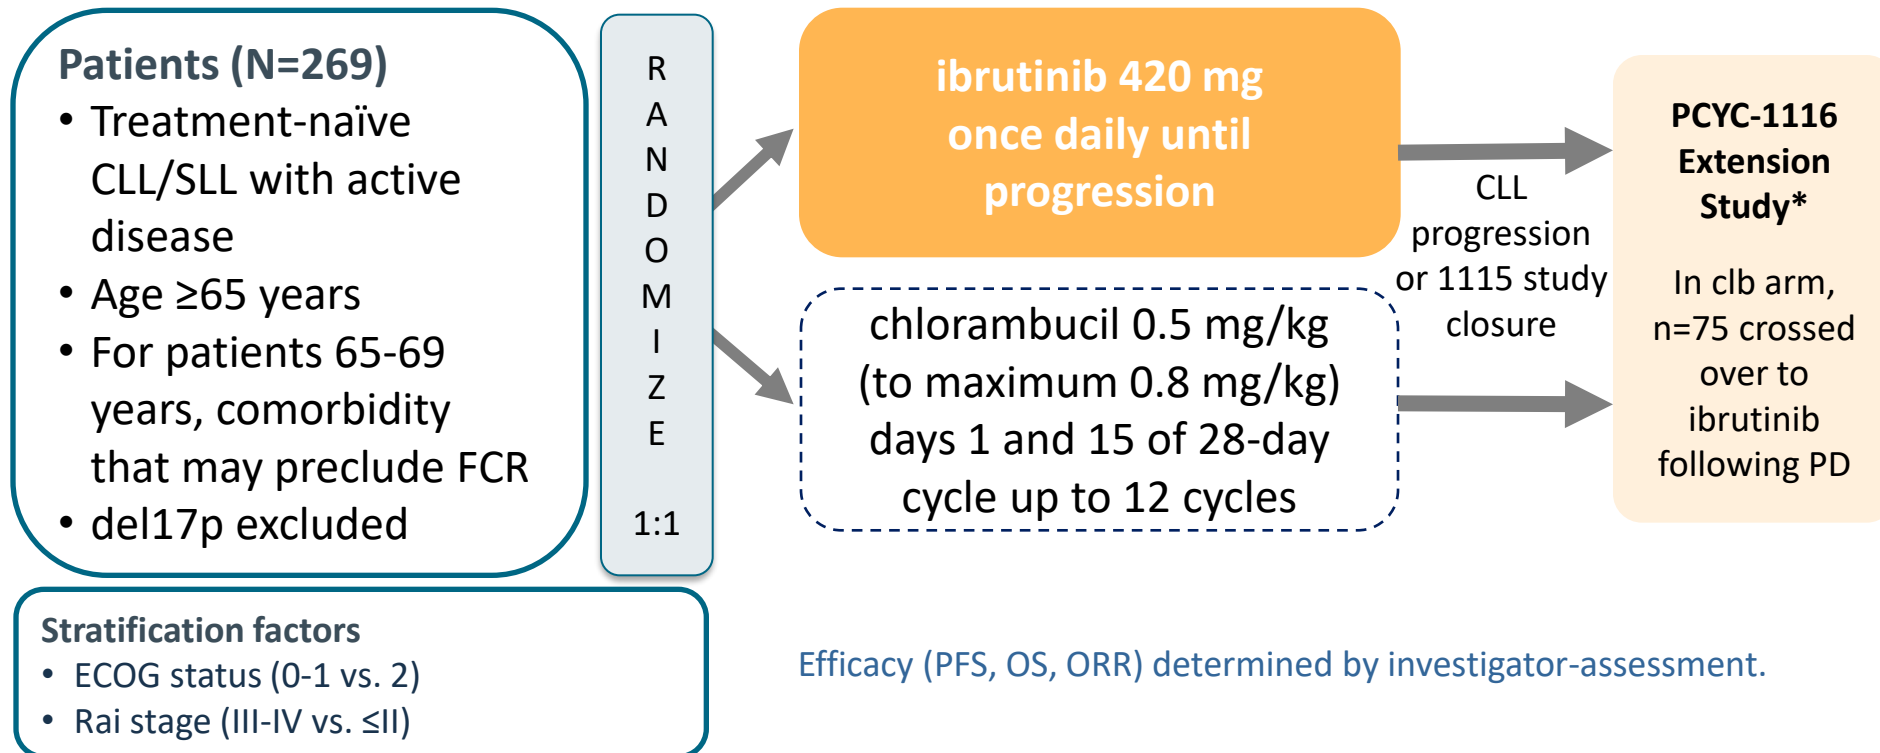 Patients (N=269)
• Treatment-naïve
CLL/SLL with active
disease
• Age ≥65 years
• For patients 65-69
years, comorbidity
that may preclude FCR
• del17p excluded
R
A
N
D
O
M
I
Z
E
1:1
ibrutinib 420 mg
once daily until
progression
chlorambucil 0.5 mg/kg
(to maximum 0.8 mg/kg)
days 1 and 15 of 28-day
cycle up to 12 cycles
CLL
progression
or 1115 study
closure
PCYC-1116
Extension
Study*
In clb arm,
n=75 crossed
over to
ibrutinib
following PD
Stratification factors
• ECOG status (0-1 vs. 2)
• Rai stage (III-IV vs. ≤II)
Efficacy (PFS, OS, ORR) determined by investigator-assessment.